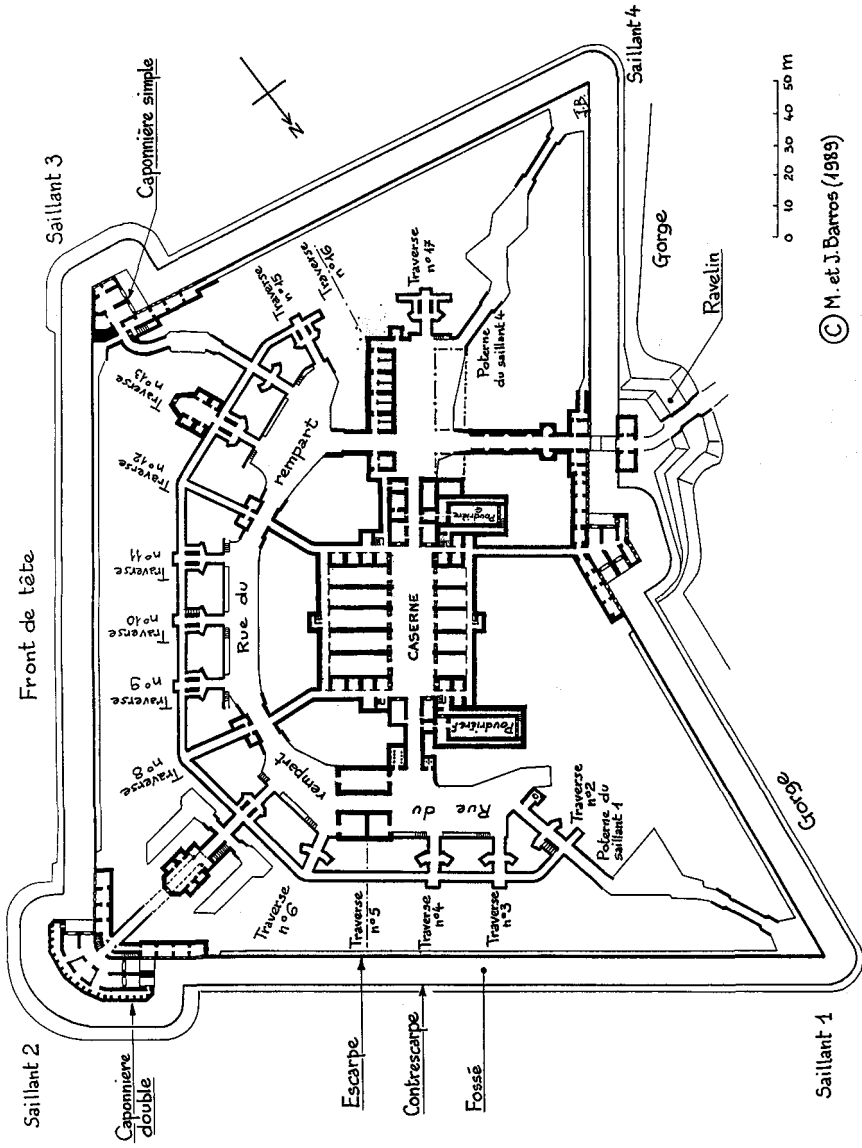 Front de tête
Saillant 3
Caponnière simple
N
Saillant 4
Saillant 2
Caponnière
double
Traverse
n°13
Traverse
n°12
Traverse
n°11
Traverse
n°10
Traverse
n°9
Traverse
n°8
Traverse
n°15
Traverse
n°16
Traverse
n°17
Poterne
du saillant 4
J.B.
rempart
Rue du
rempart
CASERNE
Poudrière
Poudrière
Rue du
Traverse
n°6
Traverse
n°5
Traverse
n°4
Traverse
n°3
Traverse
n°2
Poterne du
saillant 1
Escarpe
Contrescarpe
Fossé
Gorge
Ravelin
Gorge
Saillant 1
0 10 20 30 40 50 m
© M. et J. Barros (1989)